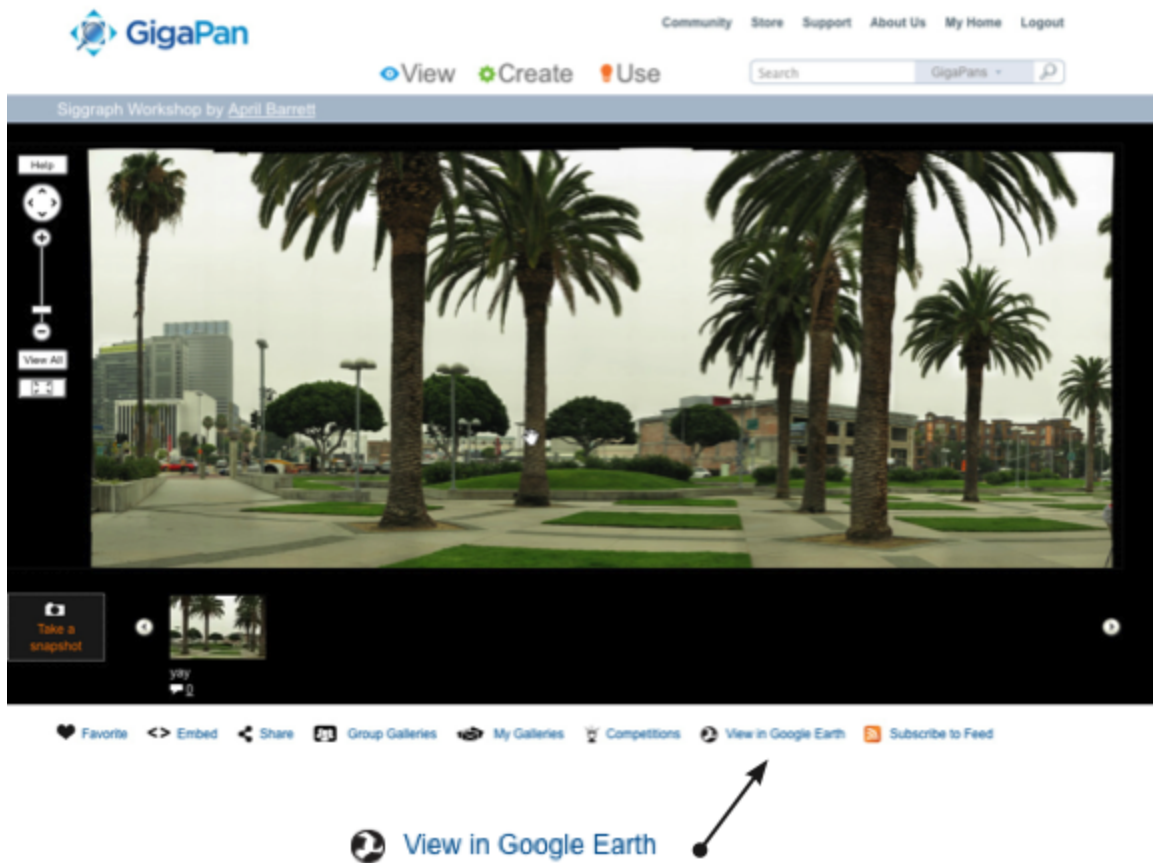 GigaPan
Community Store Support About Us My Home Logout
View Create Use
Search GigaPans
Siggraph Workshop by April Barrett
Help
View All
Take a
snapshot
yay
0
Favorite Embed Share Group Galleries My Galleries Competitions View in Google Earth Subscribe to Feed
View in Google Earth